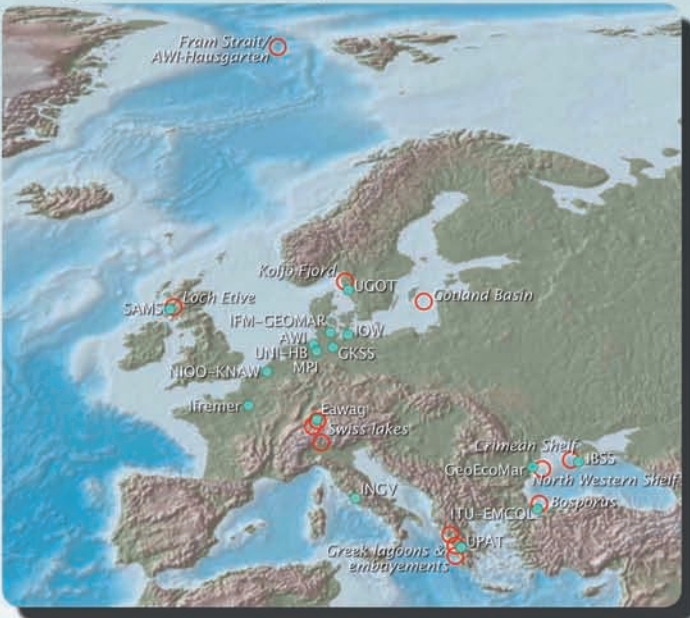 Fram Strait/
AWI-Hausgarten
Koljö Fjord
UGOT
Gotland Basin
Loch Etive
SAMS
IFM-GEOMAR
IOW
AWI
UNI-HB
GKSS
MPI
NIOO-KNAW
Ifremer
Eawag
Swiss lakes
Crimean Shelf
IBSS
GeoEcoMar
North Western Shelf
INGV
Bosporus
ITU-EMCOL
UPAT
Greek lagoons &
embayements